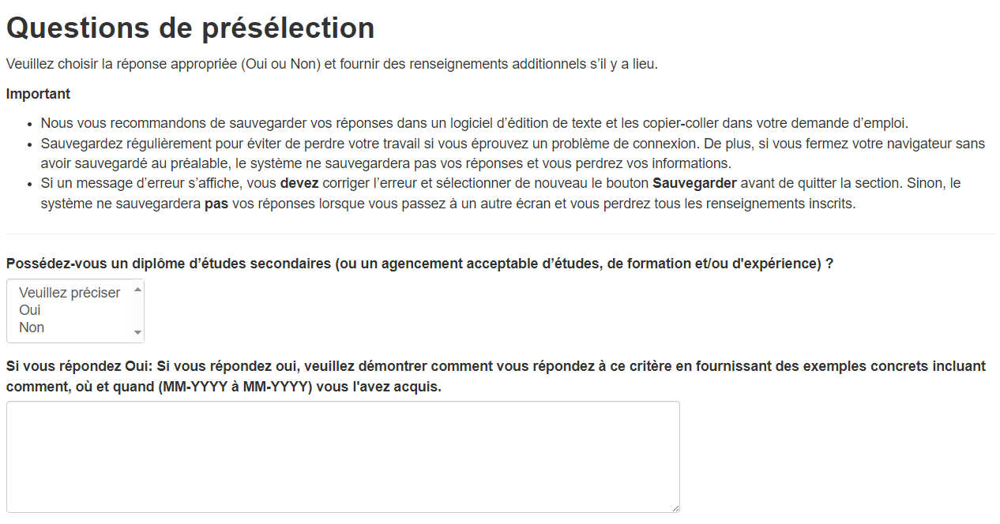 Questions de présélection
Veuillez choisir la réponse appropriée (Oui ou Non) et fournir des renseignements additionnels s’il y a lieu.
Important
• Nous vous recommandons de sauvegarder vos réponses dans un logiciel d’édition de texte et les copier-coller dans votre demande d’emploi.
• Sauvegardez régulièrement pour éviter de perdre votre travail si vous éprouvez un problème de connexion. De plus, si vous fermez votre navigateur sans
avoir sauvegardé au préalable, le système ne sauvegardera pas vos réponses et vous perdrez vos informations.
• Si un message d’erreur s’affiche, vous devez corriger l’erreur et sélectionner de nouveau le bouton Sauvegarder avant de quitter la section. Sinon, le
système ne sauvegardera pas vos réponses lorsque vous passez à un autre écran et vous perdrez tous les renseignements inscrits.
Possédez-vous un diplôme d’études secondaires (ou un agencement acceptable d’études, de formation et/ou d'expérience) ?
Veuillez préciser
Oui
Non
Si vous répondez Oui: Si vous répondez oui, veuillez démontrer comment vous répondez à ce critère en fournissant des exemples concrets incluant
comment, où et quand (MM-YYYY à MM-YYYY) vous l'avez acquis.